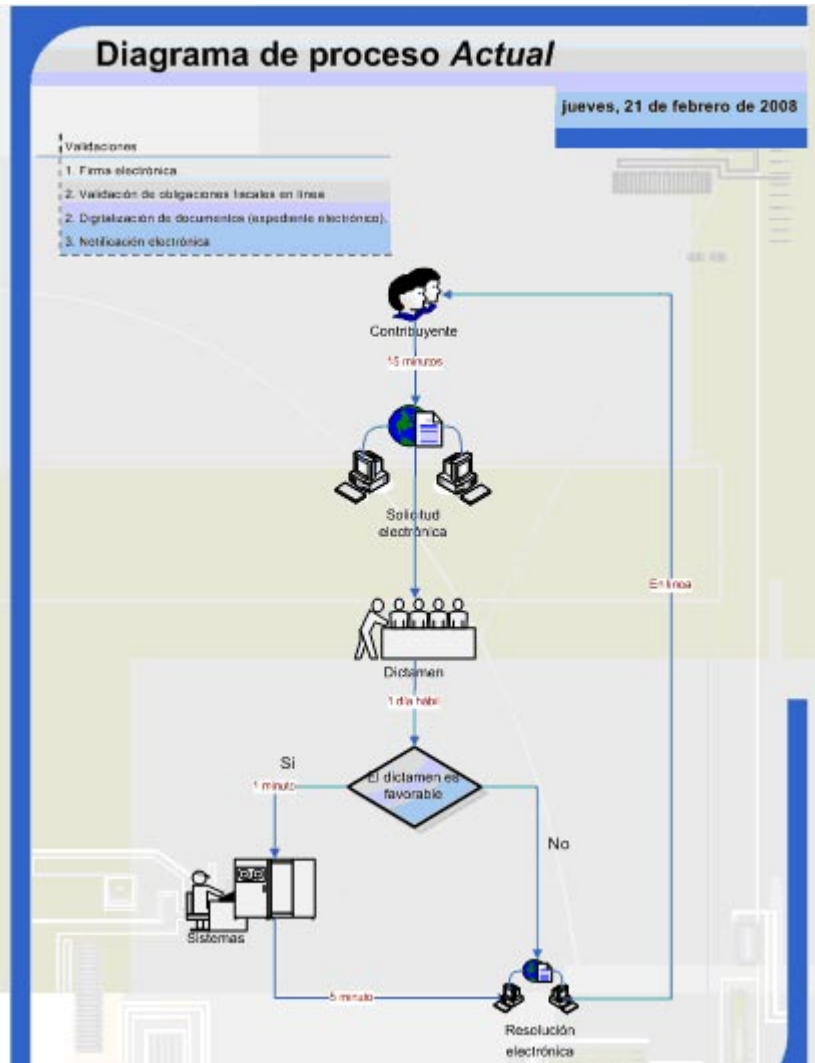 Diagrama de proceso Actual
jueves, 21 de febrero de 2008
Validaciones
1. Firma electrónica
2. Validación de obligaciones fiscales en línea
2. Digitalización de documentos (expediente electrónico).
3. Notificación electrónica
Contribuyente
15 minutos
Solicitud
electrónica
En línea
Dictamen
1 día hábil
Si
1 minuto
El dictamen es
favorable
No
Sistemas
5 minuto
Resolución
electrónica